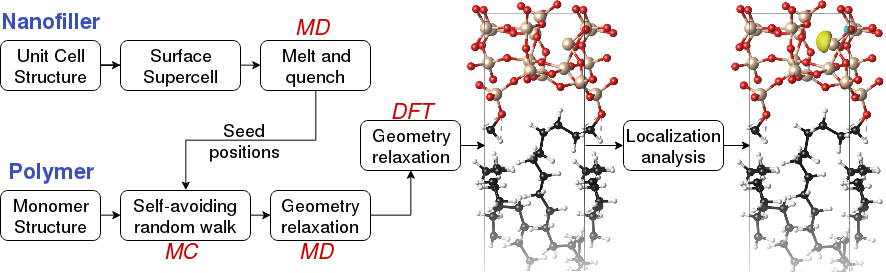 Nanofiller
MD
Unit Cell
Structure
Surface
Supercell
Melt and
quench
DFT
Seed
positions
Geometry
relaxation
Localization
analysis
Polymer
Monomer
Structure
Self-avoiding
random walk
Geometry
relaxation
MC
MD